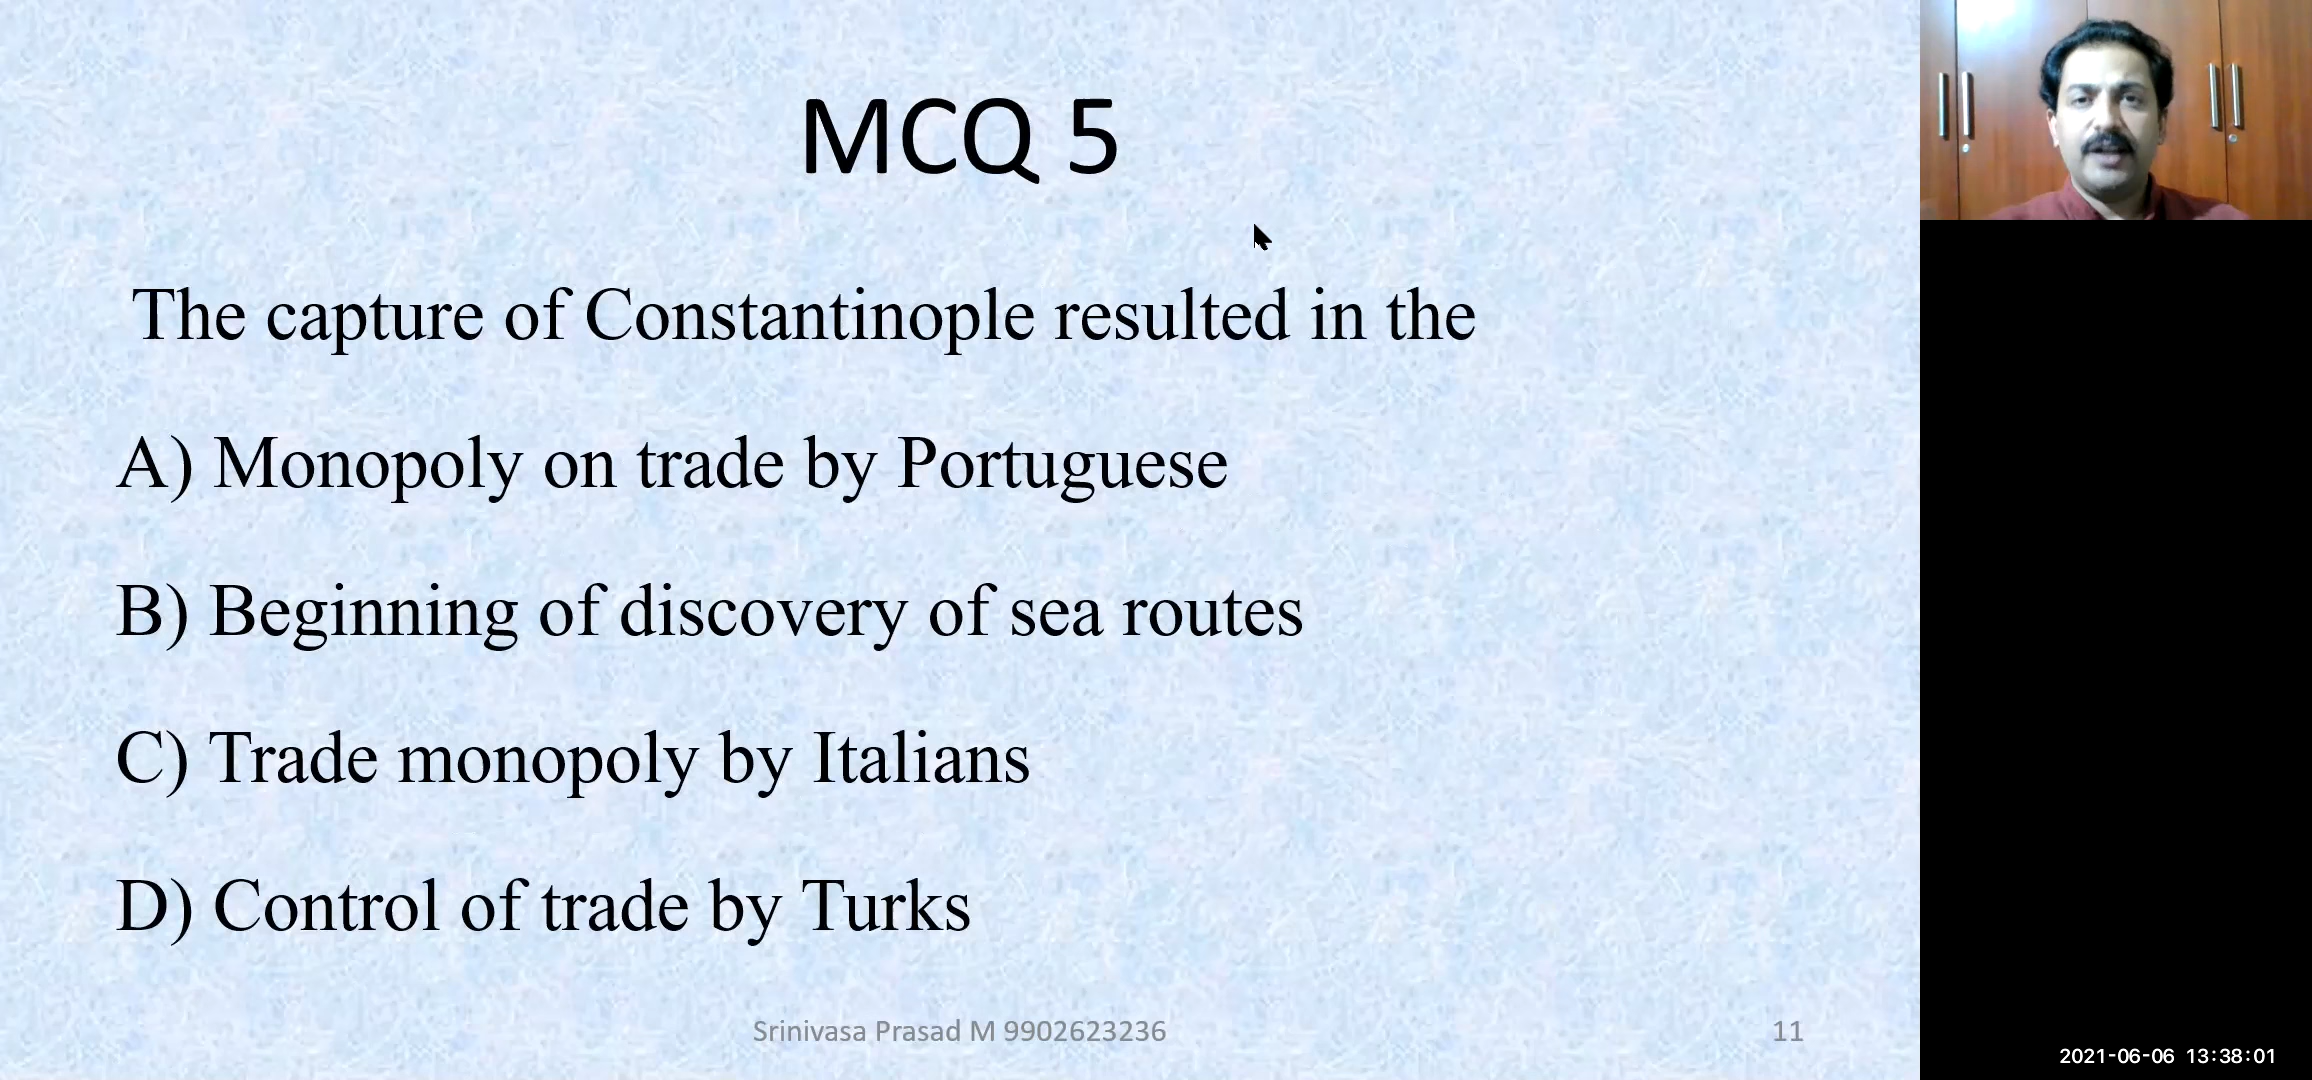 MCQ 5
The capture of Constantinople resulted in the
A) Monopoly on trade by Portuguese
B) Beginning of discovery of sea routes
C) Trade monopoly by Italians
D) Control of trade by Turks
Srinivasa Prasad M 9902623236
11
2021-06-06 13:38:01